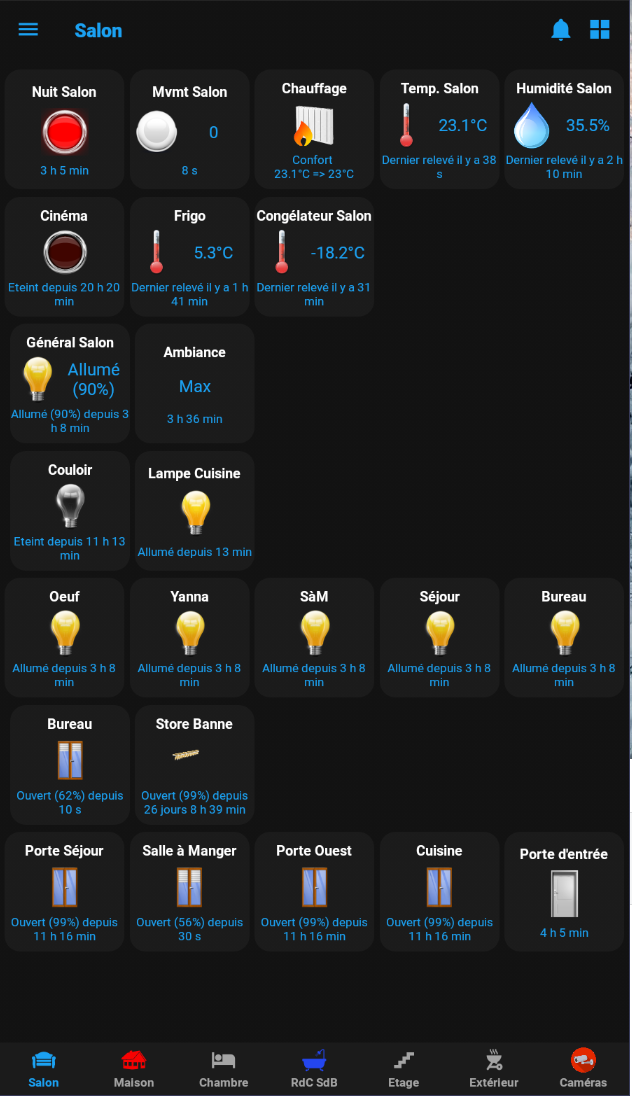 Salon
Nuit Salon
3 h 5 min
Mvmt Salon
0
8 s
Chauffage
Confort
23.1°C => 23°C
Temp. Salon
23.1°C
Dernier relevé il y a 38
s
Humidité Salon
35.5%
Dernier relevé il y a 2 h
10 min
Cinéma
Eteint depuis 20 h 20
min
Frigo
5.3°C
Dernier relevé il y a 1 h
41 min
Congélateur Salon
-18.2°C
Dernier relevé il y a 31
min
Général Salon
Allumé
(90%)
Allumé (90%) depuis 3
h 8 min
Ambiance
Max
3 h 36 min
Couloir
Eteint depuis 11 h 13
min
Lampe Cuisine
Allumé depuis 13 min
Oeuf
Allumé depuis 3 h 8
min
Yanna
Allumé depuis 3 h 8
min
SàM
Allumé depuis 3 h 8
min
Séjour
Allumé depuis 3 h 8
min
Bureau
Allumé depuis 3 h 8
min
Bureau
Ouvert (62%) depuis
10 s
Store Banne
Ouvert (99%) depuis
26 jours 8 h 39 min
Porte Séjour
Ouvert (99%) depuis
11 h 16 min
Salle à Manger
Ouvert (56%) depuis
30 s
Porte Ouest
Ouvert (99%) depuis
11 h 16 min
Cuisine
Ouvert (99%) depuis
11 h 16 min
Porte d'entrée
4 h 5 min
Salon
Maison
Chambre
RdC SdB
Etage
Extérieur
Caméras